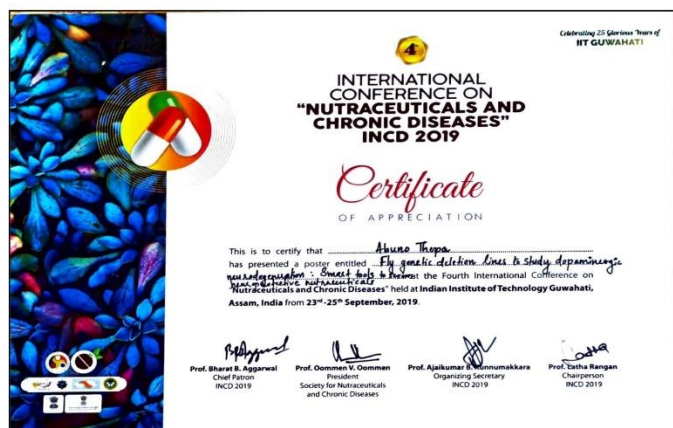 Celebrating 25 Glorious Years of
IIT GUWAHATI
4
INTERNATIONAL
CONFERENCE ON
"NUTRACEUTICALS AND
CHRONIC DISEASES"
INCD 2019
Certificate
OF APPRECIATION
This is to certify that Abuno Thepa
has presented a poster entitled Fly genetic deletion lines to study dopaminergic
neurodegeneration : Smart tools to at the Fourth International Conference on
neuroprotective nutraceuticals
"Nutraceuticals and Chronic Diseases" held at Indian Institute of Technology Guwahati,
Assam, India from 23rd-25th September, 2019.
Prof. Bharat B. Aggarwal Prof. Oommen V. Oommen Prof. Ajaikumar B. Kunnumakkara Prof. Latha Rangan
Chief Patron President Organizing Secretary Chairperson
INCD 2019 Society for Nutraceuticals INCD 2019 INCD 2019
and Chronic Diseases